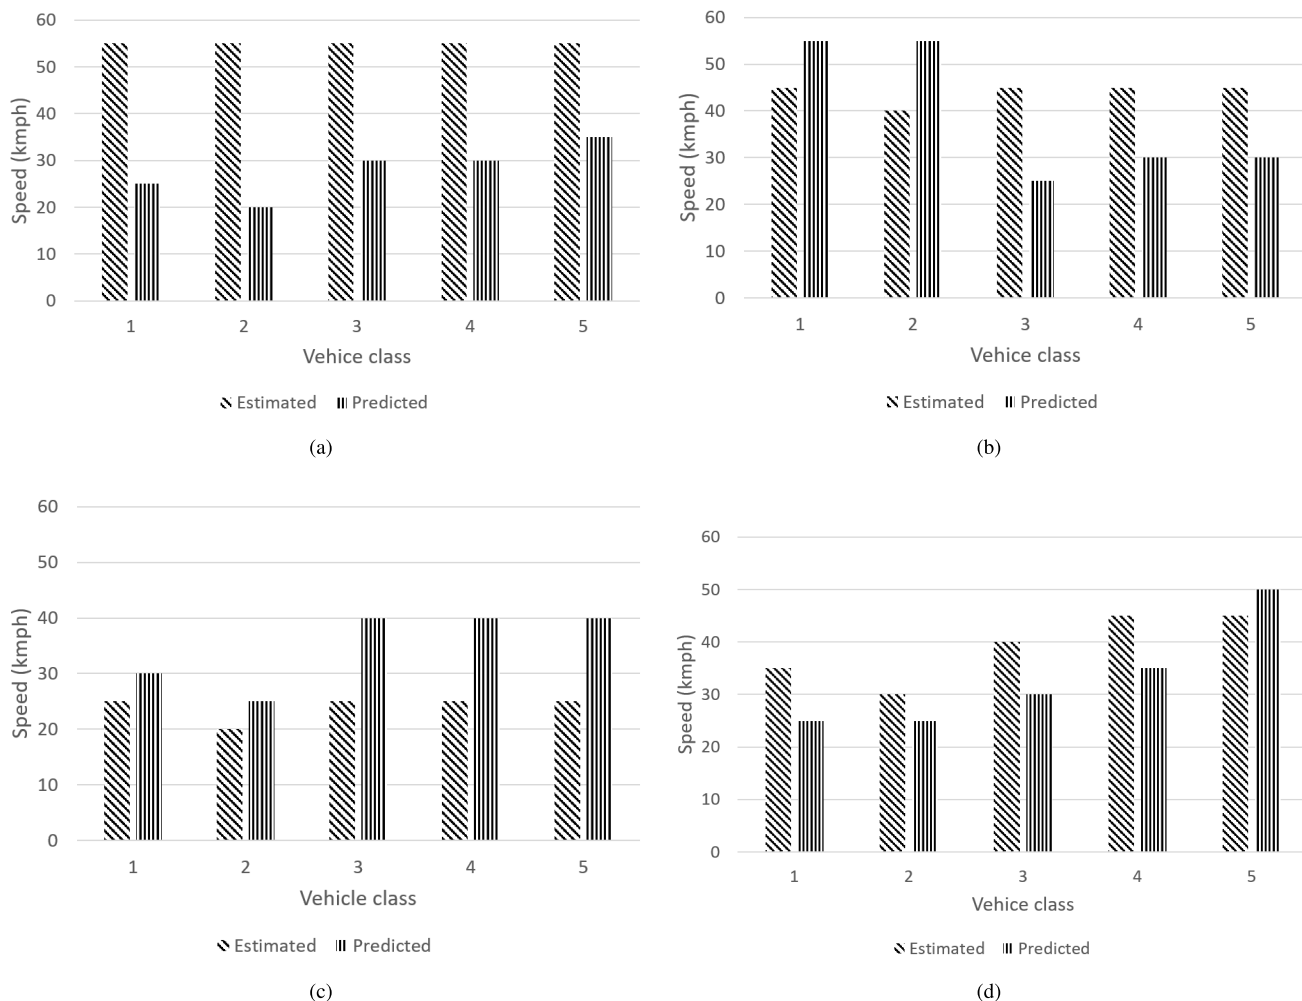 60
50
40
30
20
10
0
Speed (kmph)
1 2 3 4 5
Vehice class
Estimated Predicted
(a)
60
50
40
30
20
10
0
Speed (kmph)
1 2 3 4 5
Vehice class
Estimated Predicted
(b)
60
50
40
30
20
10
0
Speed (kmph)
1 2 3 4 5
Vehicle class
Estimated Predicted
(c)
60
50
40
30
20
10
0
Speed (kmph)
1 2 3 4 5
Vehice class
Estimated Predicted
(d)